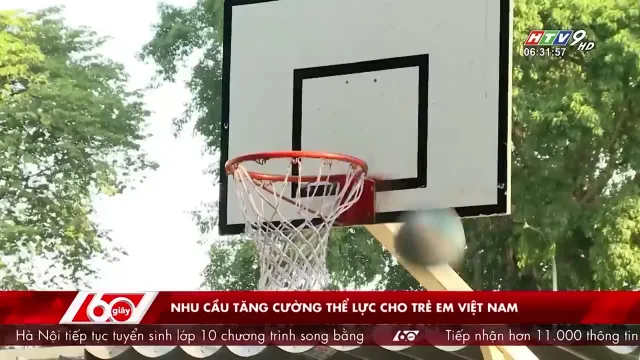 HTV9 HD
06:31:57
60 giây
NHU CẦU TĂNG CƯỜNG THỂ LỰC CHO TRẺ EM VIỆT NAM
Hà Nội tiếp tục tuyển sinh lớp 10 chương trình song bằng 60 Tiếp nhận hơn 11.000 thông tin